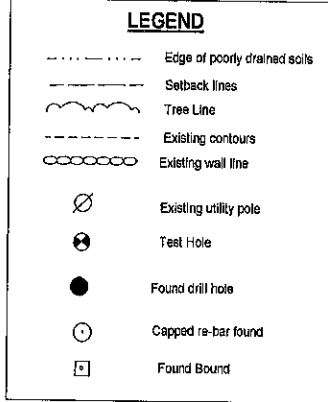 LEGEND
Edge of poorly drained soils
Setback lines
Tree Line
Existing contours
Existing wall line
Existing utility pole
Test Hole
Found drill hole
Capped re-bar found
Found Bound